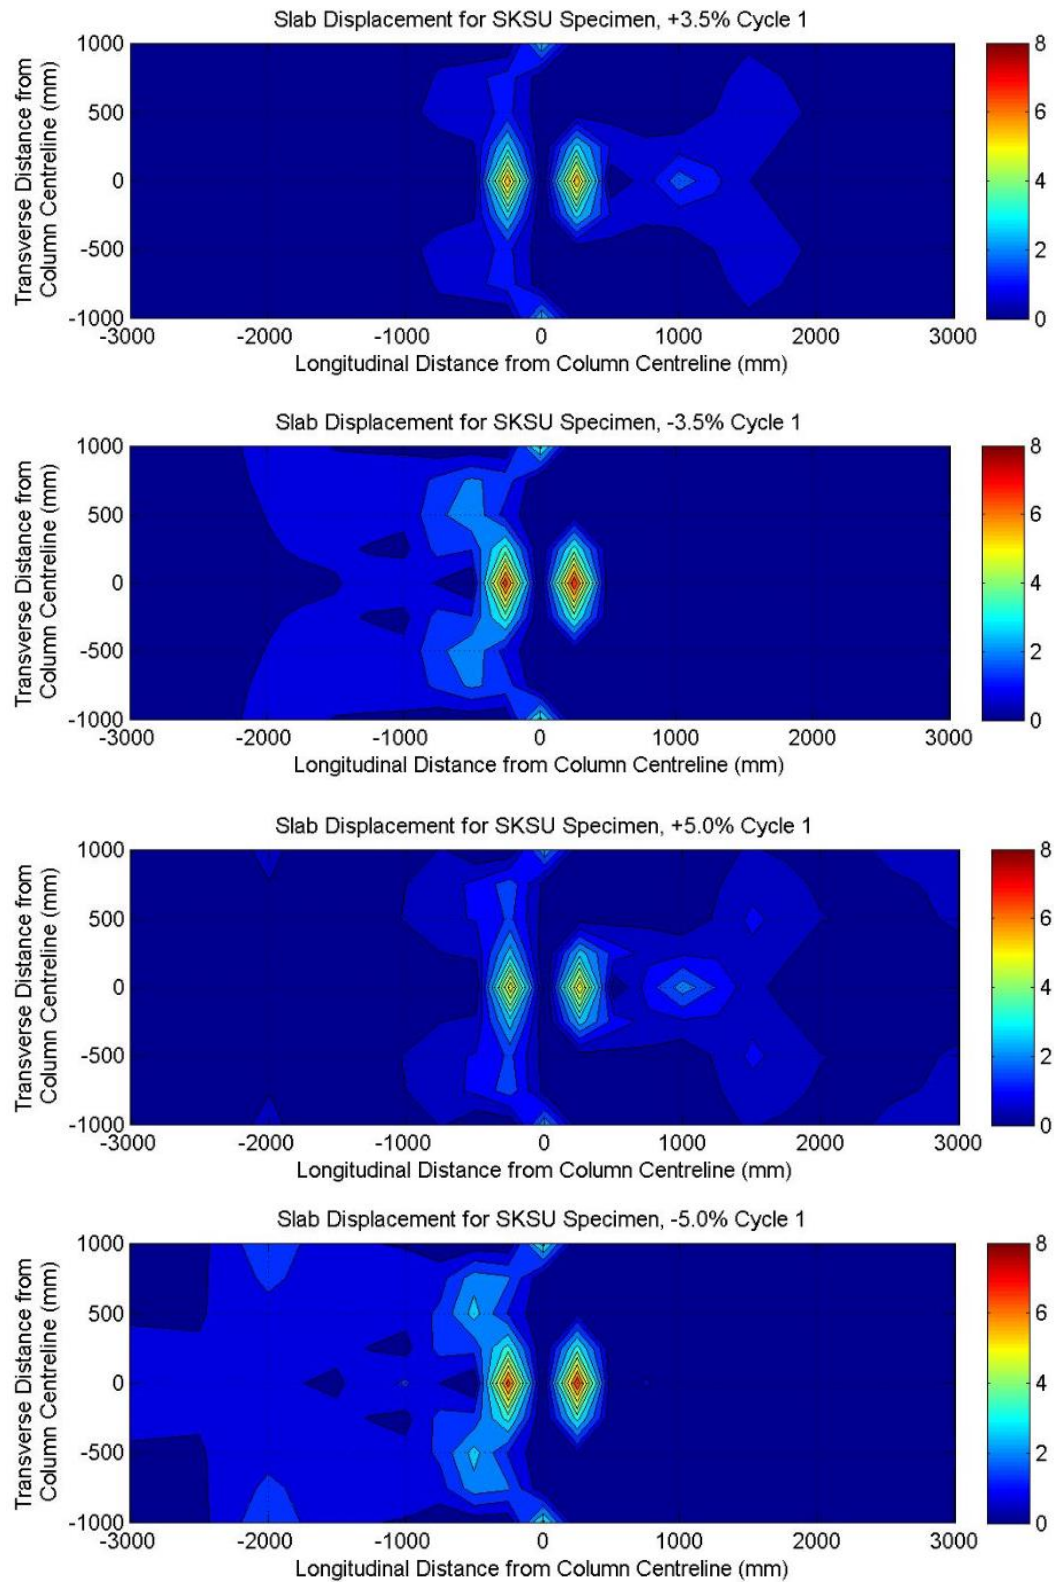 Slab Displacement for SKSU Specimen, +3.5% Cycle 1
Transverse Distance from
Column Centreline (mm)
1000
500
0
-500
-1000
-3000 -2000 -1000 0 1000 2000 3000
Longitudinal Distance from Column Centreline (mm)
8
6
4
2
0
Slab Displacement for SKSU Specimen, -3.5% Cycle 1
Transverse Distance from
Column Centreline (mm)
1000
500
0
-500
-1000
-3000 -2000 -1000 0 1000 2000 3000
Longitudinal Distance from Column Centreline (mm)
8
6
4
2
0
Slab Displacement for SKSU Specimen, +5.0% Cycle 1
Transverse Distance from
Column Centreline (mm)
1000
500
0
-500
-1000
-3000 -2000 -1000 0 1000 2000 3000
Longitudinal Distance from Column Centreline (mm)
8
6
4
2
0
Slab Displacement for SKSU Specimen, -5.0% Cycle 1
Transverse Distance from
Column Centreline (mm)
1000
500
0
-500
-1000
-3000 -2000 -1000 0 1000 2000 3000
Longitudinal Distance from Column Centreline (mm)
8
6
4
2
0